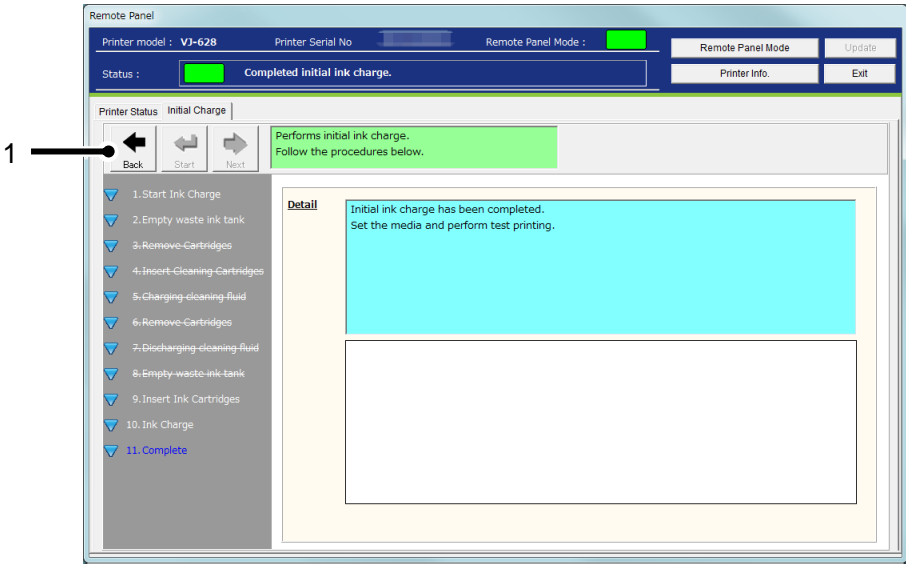 Remote Panel
Printer model : VJ-628 Printer Serial No Remote Panel Mode :
Remote Panel Mode Update
Status : Completed initial ink charge.
Printer Info. Exit
Printer Status Initial Charge
1
Back Start Next
Performs initial ink charge.
Follow the procedures below.
1.Start Ink Charge
2.Empty waste ink tank
3.Remove Cartridges
4.Insert Cleaning Cartridges
5.Charging cleaning fluid
6.Remove Cartridges
7.Discharging cleaning fluid
8.Empty waste ink tank
9.Insert Ink Cartridges
10.Ink Charge
11.Complete
Detail
Initial ink charge has been completed.
Set the media and perform test printing.